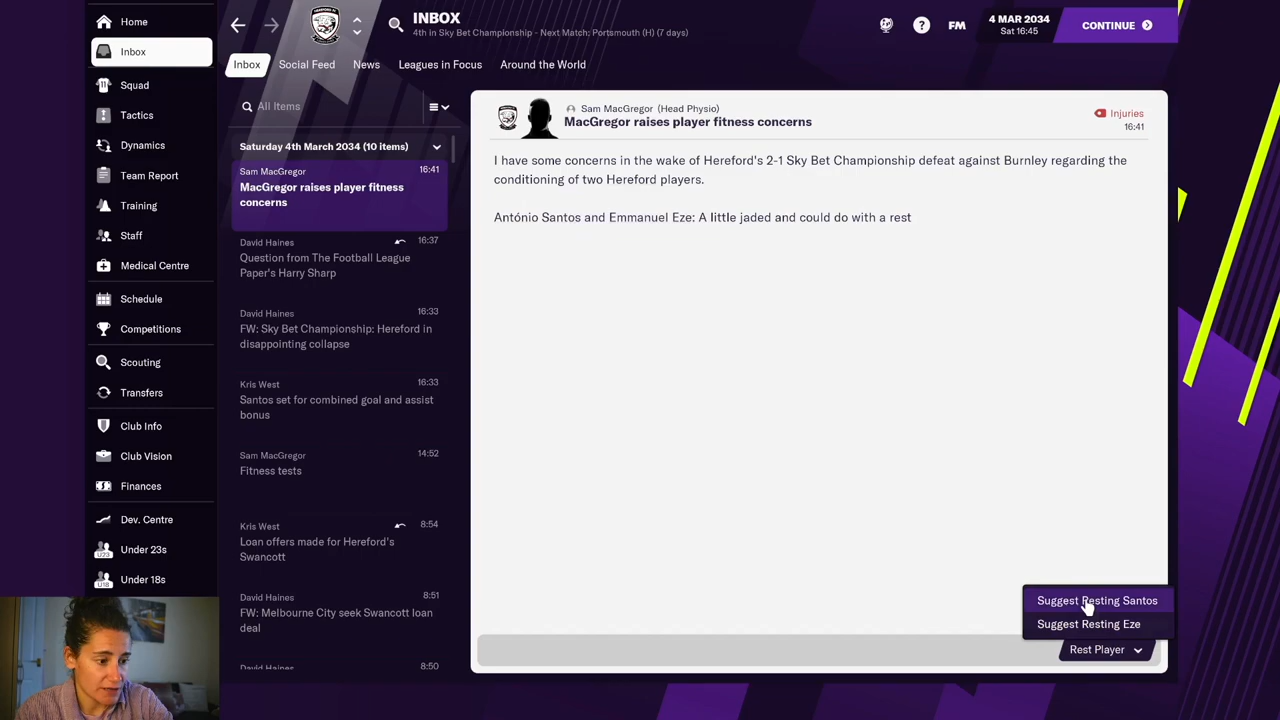 Home
Inbox
Squad
Tactics
Dynamics
Team Report
Training
Staff
Medical Centre
Schedule
Competitions
Scouting
Transfers
Club Info
Club Vision
Finances
Dev. Centre
Under 23s
Under 18s
INBOX
4th in Sky Bet Championship - Next Match; Portsmouth (H) (7 days)
FM
4 MAR 2034
Sat 16:45
CONTINUE
Inbox
Social Feed
News
Leagues in Focus
Around the World
All Items
Saturday 4th March 2034 (10 items)
Sam MacGregor 16:41
MacGregor raises player fitness
concerns
David Haines 16:37
Question from The Football League
Paper's Harry Sharp
David Haines 16:33
FW: Sky Bet Championship: Hereford in
disappointing collapse
Kris West 16:33
Santos set for combined goal and assist
bonus
Sam MacGregor 14:52
Fitness tests
Kris West 8:54
Loan offers made for Hereford's
Swancott
David Haines 8:51
FW: Melbourne City seek Swancott loan
deal
David Haines 8:50
Sam MacGregor (Head Physio)
MacGregor raises player fitness concerns
Injuries
16:41
I have some concerns in the wake of Hereford's 2-1 Sky Bet Championship defeat against Burnley regarding the
conditioning of two Hereford players.
António Santos and Emmanuel Eze: A little jaded and could do with a rest
Suggest Resting Santos
Suggest Resting Eze
Rest Player